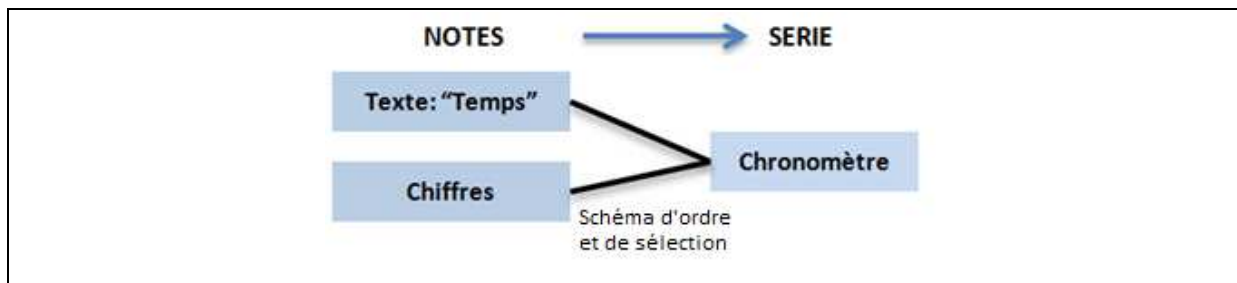 NOTES
SERIE
Texte: “Temps”
Chiffres
Chronomètre
Schéma d'ordre
et de sélection